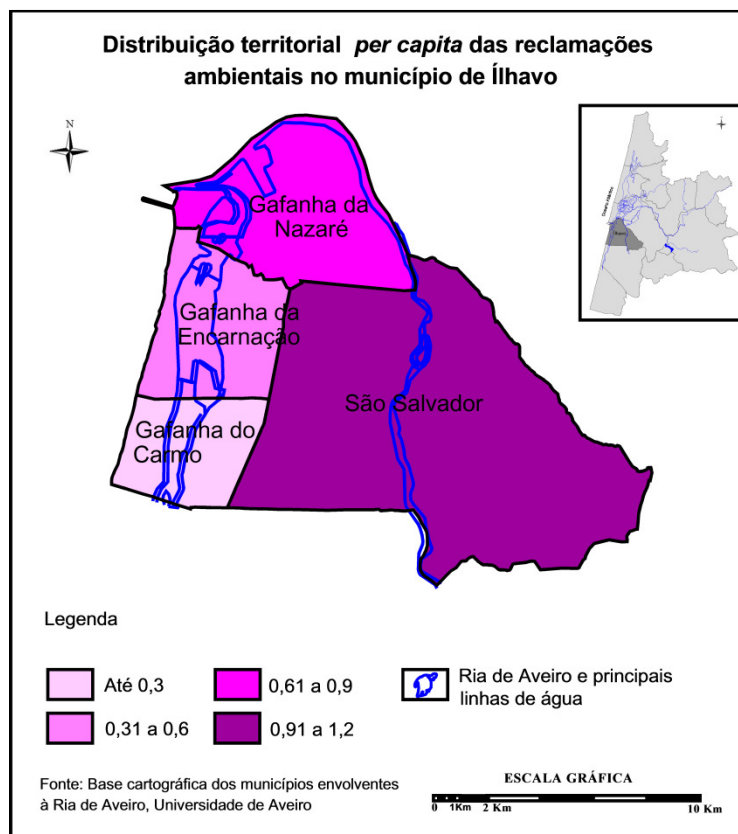 Distribuição territorial per capita das reclamações
ambientais no município de Ílhavo
N
Gafanha da
Nazaré
Gafanha da
Encarnação
São Salvador
Gafanha do
Carmo
Legenda
Até 0,3
0,61 a 0,9
Ria de Aveiro e principais
linhas de água
0,31 a 0,6
0,91 a 1,2
Fonte: Base cartográfica dos municípios envolventes
à Ria de Aveiro, Universidade de Aveiro
ESCALA GRÁFICA
0 1Km 2 Km 10 Km